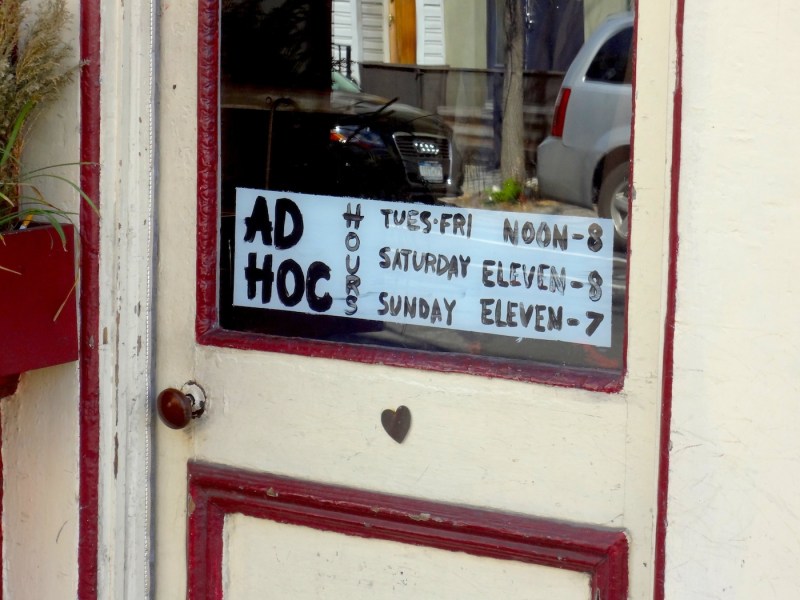 AD
HOC
HOURS
TUES·FRI NOON-8
SATURDAY ELEVEN-8
SUNDAY ELEVEN-7